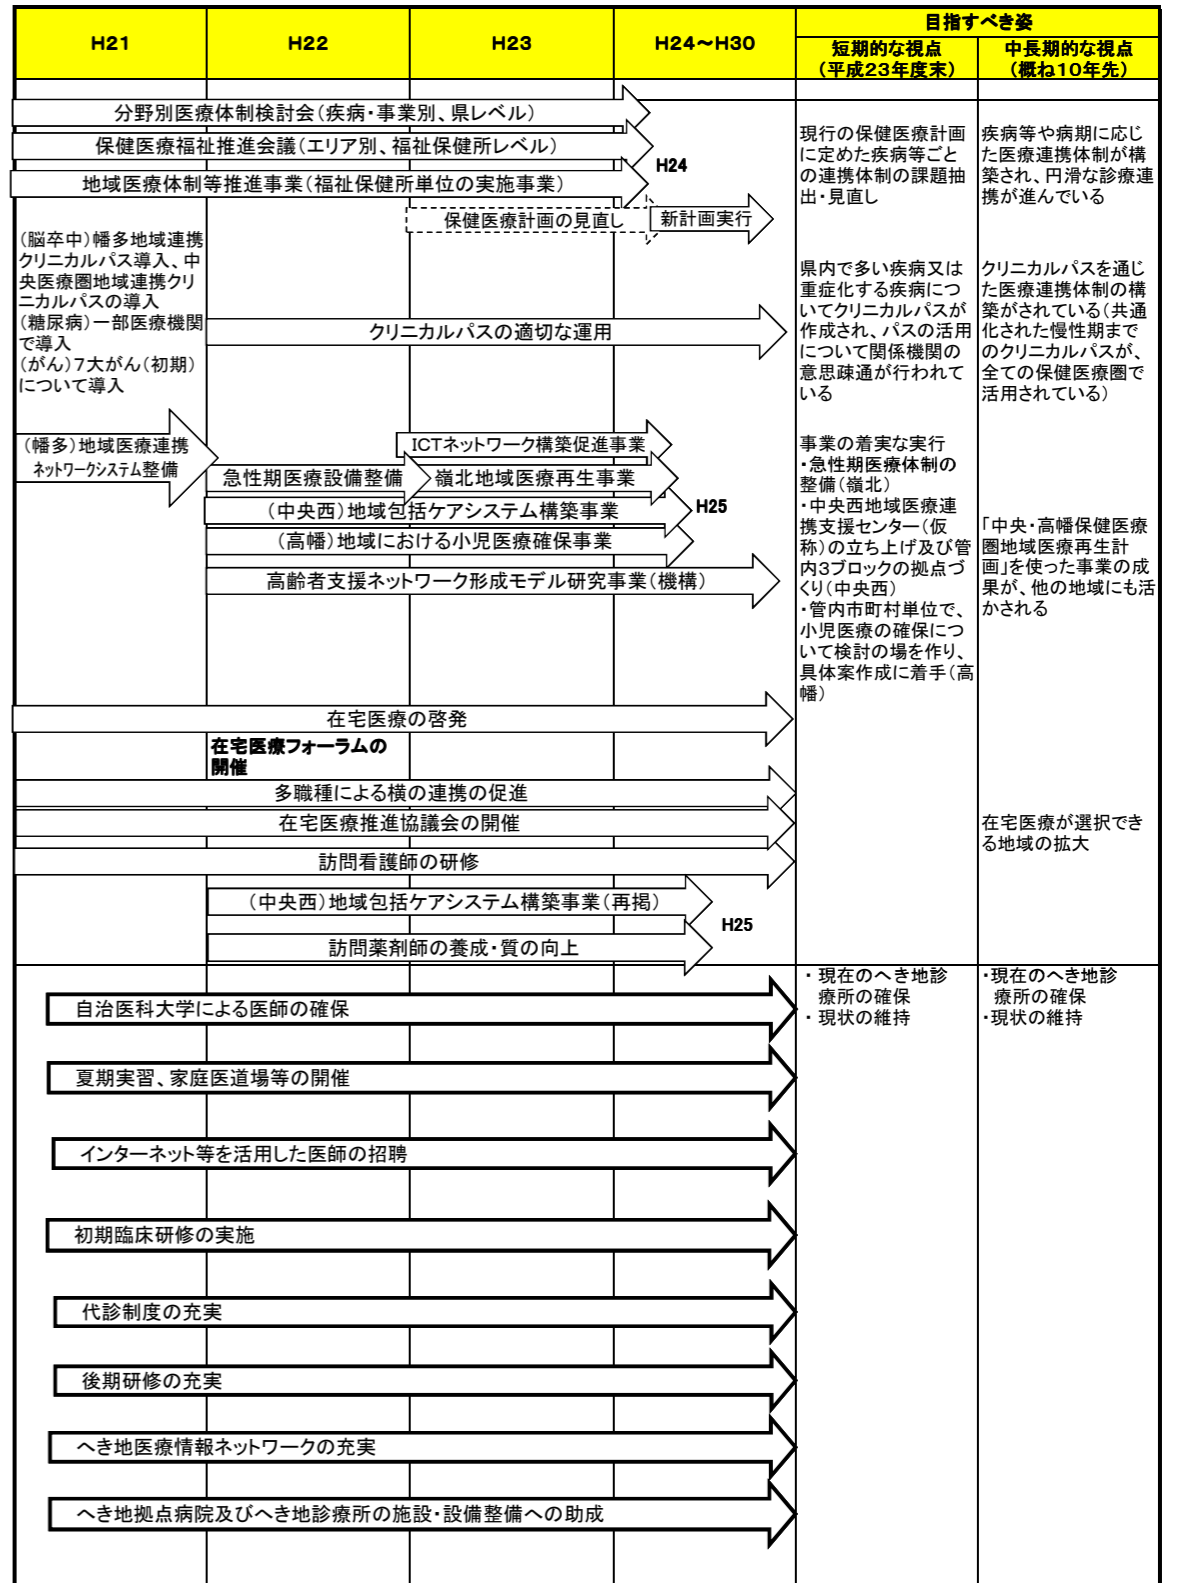 H21
H22
H23
H24～H30
目指すべき姿
短期的な視点
（平成23年度末）
中長期的な視点
（概ね10年先）
分野別医療体制検討会（疾病・事業別、県レベル）
保健医療福祉推進会議（エリア別、福祉保健所レベル）
地域医療体制等推進事業（福祉保健所単位の実施事業）
H24
保健医療計画の見直し
新計画実行
現行の保健医療計画
に定めた疾病等ごと
の連携体制の課題抽
出・見直し
疾病等や病期に応じ
た医療連携体制が構
築され、円滑な診療連
携が進んでいる
（脳卒中）幡多地域連携
クリニカルパス導入、中
央医療圏地域連携クリ
ニカルパスの導入
（糖尿病）一部医療機関
で導入
（がん）７大がん（初期）
について導入
クリニカルパスの適切な運用
県内で多い疾病又は
重症化する疾病につ
いてクリニカルパスが
作成され、パスの活用
について関係機関の
意思疎通が行われて
いる
クリニカルパスを通じ
た医療連携体制の構
築がされている（共通
化された慢性期まで
のクリニカルパスが、
全ての保健医療圏で
活用されている）
（幡多）地域医療連携
ネットワークシステム整備
ICTネットワーク構築促進事業
急性期医療設備整備
嶺北地域医療再生事業
（中央西）地域包括ケアシステム構築事業
H25
（高幡）地域における小児医療確保事業
高齢者支援ネットワーク形成モデル研究事業（機構）
事業の着実な実行
・急性期医療体制の
整備（嶺北）
・中央西地域医療連
携支援センター（仮
称）の立ち上げ及び管
内3ブロックの拠点づ
くり（中央西）
・管内市町村単位で、
小児医療の確保につ
いて検討の場を作り、
具体案作成に着手（高
幡）
「中央・高幡保健医療
圏地域医療再生計
画」を使った事業の成
果が、他の地域にも活
かされる
在宅医療の啓発
在宅医療フォーラムの
開催
多職種による横の連携の促進
在宅医療推進協議会の開催
訪問看護師の研修
（中央西）地域包括ケアシステム構築事業（再掲）
H25
訪問薬剤師の養成・質の向上
在宅医療が選択でき
る地域の拡大
自治医科大学による医師の確保
・ 現在のへき地診
療所の確保
・ 現状の維持
・現在のへき地診
療所の確保
・現状の維持
夏期実習、家庭医道場等の開催
インターネット等を活用した医師の招聘
初期臨床研修の実施
代診制度の充実
後期研修の充実
へき地医療情報ネットワークの充実
へき地拠点病院及びへき地診療所の施設・設備整備への助成